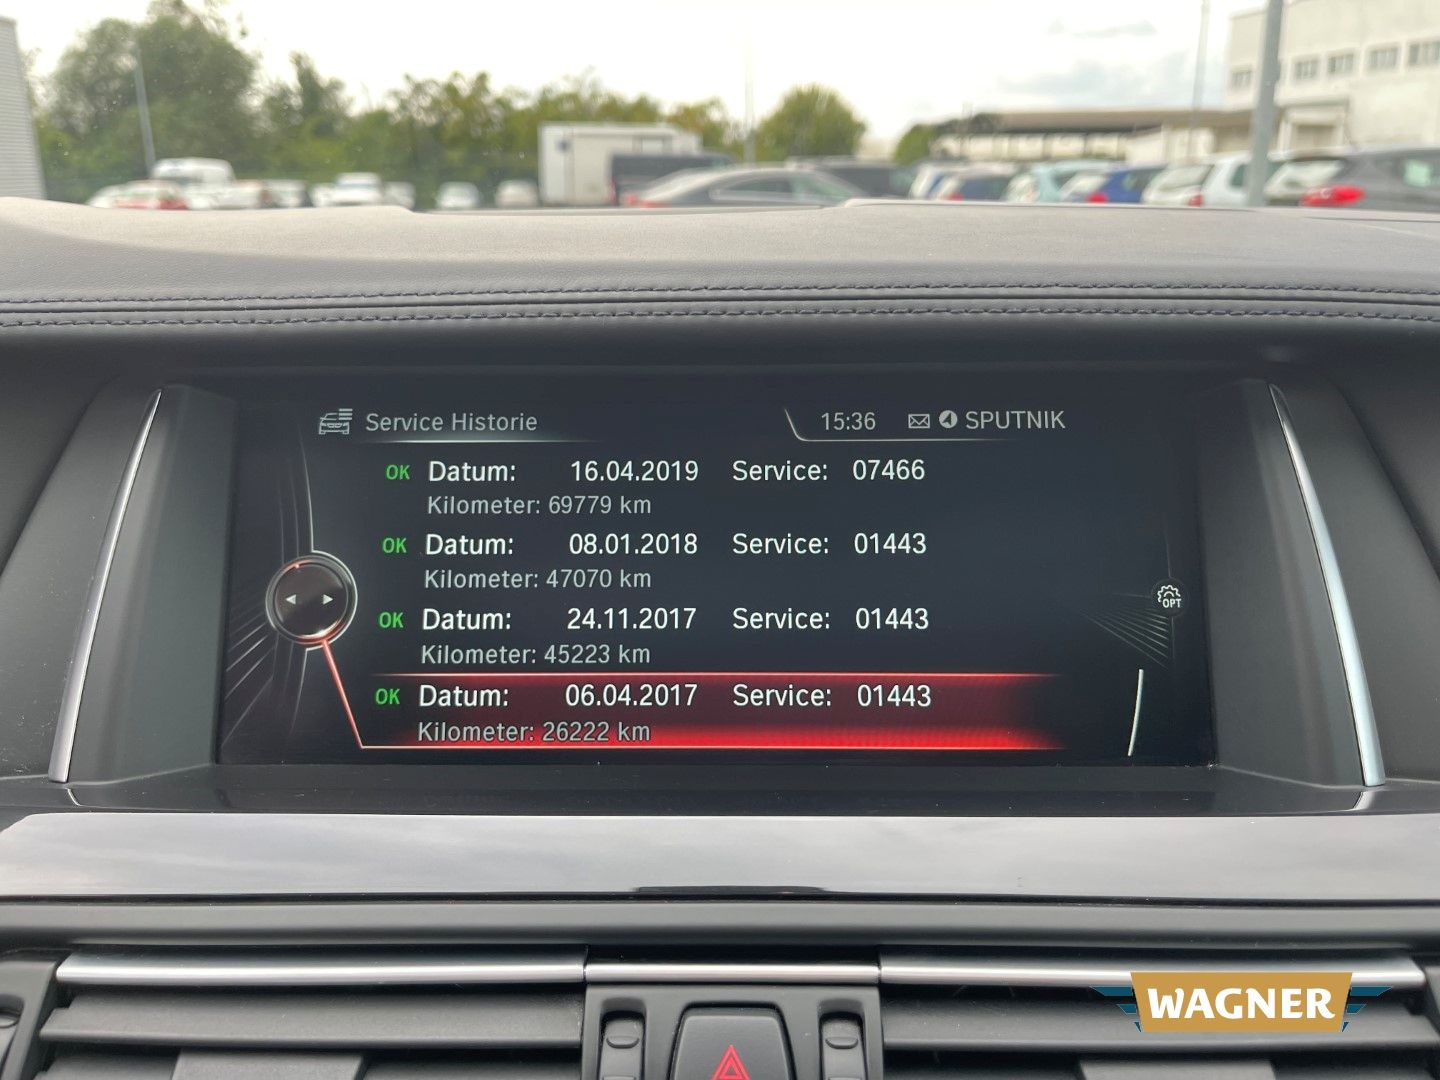 Service Historie
15:36 SPUTNIK
OK Datum: 16.04.2019 Service: 07466
Kilometer: 69779 km
OK Datum: 08.01.2018 Service: 01443
Kilometer: 47070 km
OK Datum: 24.11.2017 Service: 01443
Kilometer: 45223 km
OPT
OK Datum: 06.04.2017 Service: 01443
Kilometer: 26222 km
WAGNER